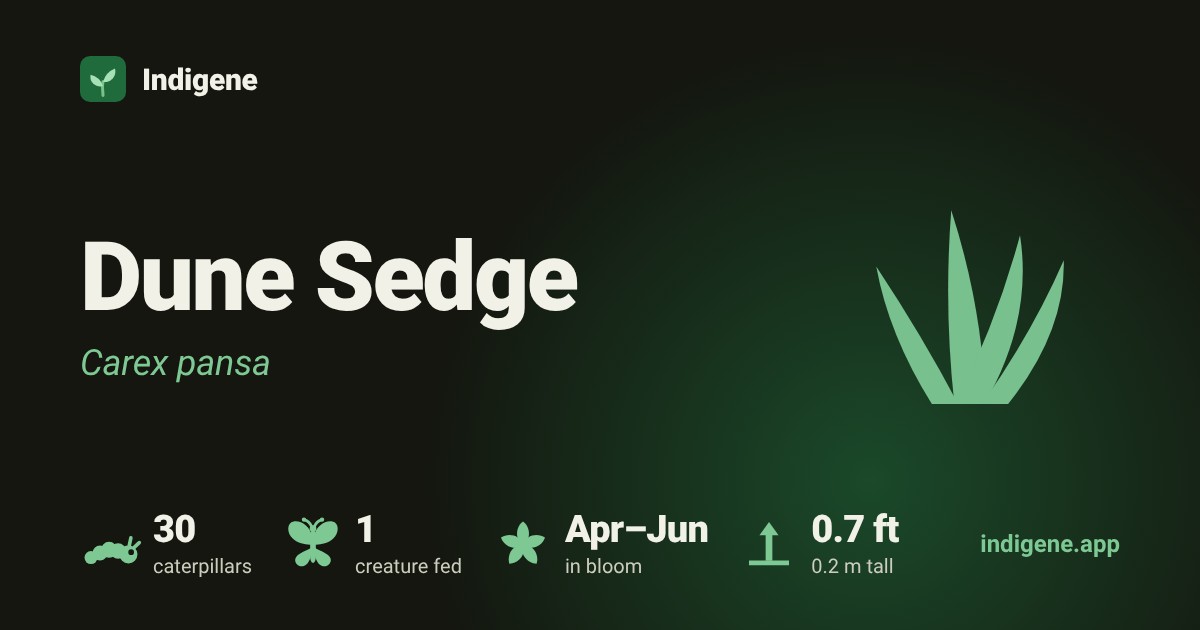 Indigene
Dune Sedge
Carex pansa
30
caterpillars
1
creature fed
Apr–Jun
in bloom
0.7 ft
0.2 m tall
indigene.app